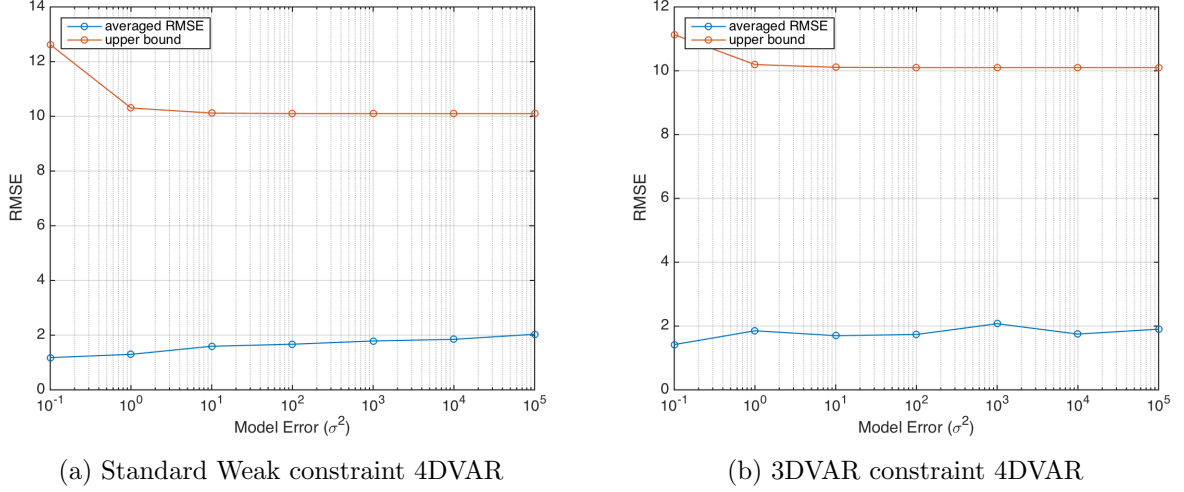 averaged RMSE
upper bound
14
12
10
8
6
4
2
0
RMSE
10^-1
10^0
10^1
10^2
10^3
10^4
10^5
Model Error (σ^2)
(a) Standard Weak constraint 4DVAR
averaged RMSE
upper bound
12
10
8
6
4
2
0
RMSE
10^-1
10^0
10^1
10^2
10^3
10^4
10^5
Model Error (σ^2)
(b) 3DVAR constraint 4DVAR